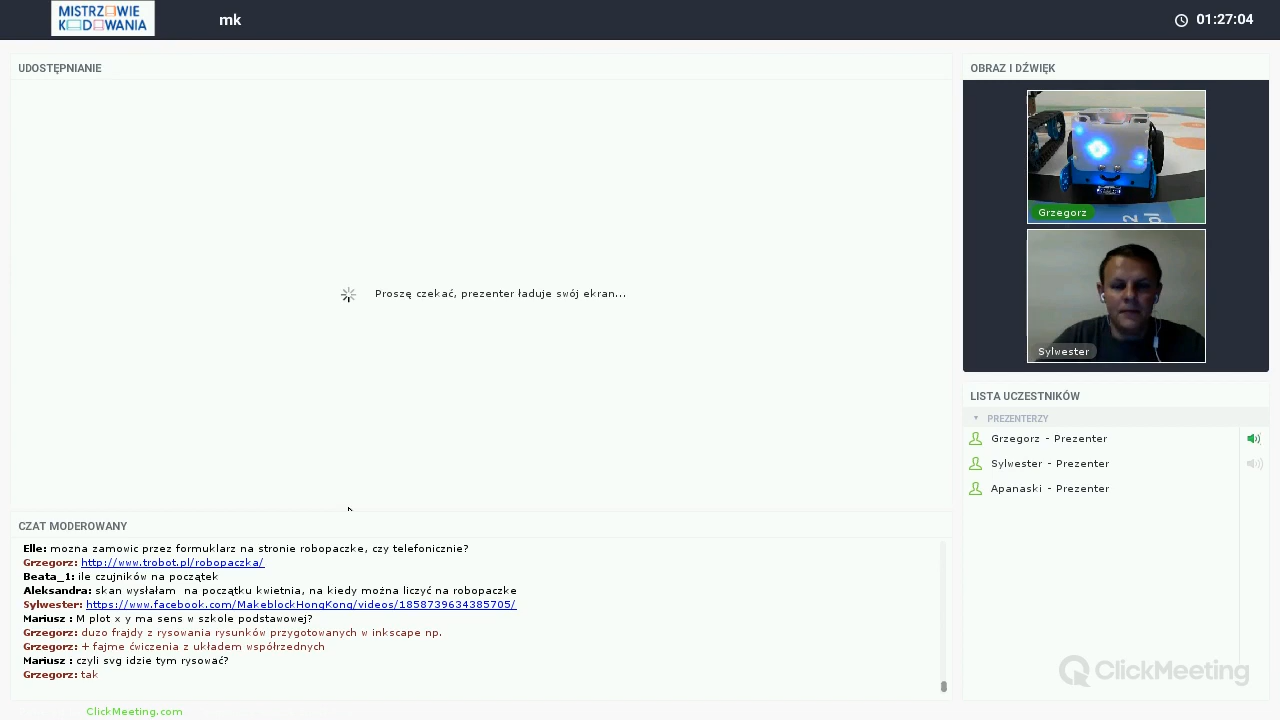 MISTRZOWIE
KODOWANIA
mk
01:27:04
UDOSTĘPNIANIE
Proszę czekać, prezenter ładuje swój ekran...
OBRAZ I DŹWIĘK
Grzegorz
Sylwester
LISTA UCZESTNIKÓW
PREZENTERZY
Grzegorz - Prezenter
Sylwester - Prezenter
Apanaski - Prezenter
CZAT MODEROWANY
Elle: mozna zamowic przez formuklarz na stronie robopaczke, czy telefonicznie?
Grzegorz: http://www.trobot.pl/robopaczka/
Beata_1: ile czujników na początek
Aleksandra: skan wysłałam na początku kwietnia, na kiedy można liczyć na robopaczke
Sylwester: https://www.facebook.com/MakeblockHongKong/videos/1858739634385705/
Mariusz : M plot x y ma sens w szkole podstawowej?
Grzegorz: duzo frajdy z rysowania rysunków przygotowanych w inkscape np.
Grzegorz: + fajme ćwiczenia z układem współrzednych
Mariusz : czyli svg idzie tym rysować?
Grzegorz: tak
ClickMeeting
ClickMeeting.com